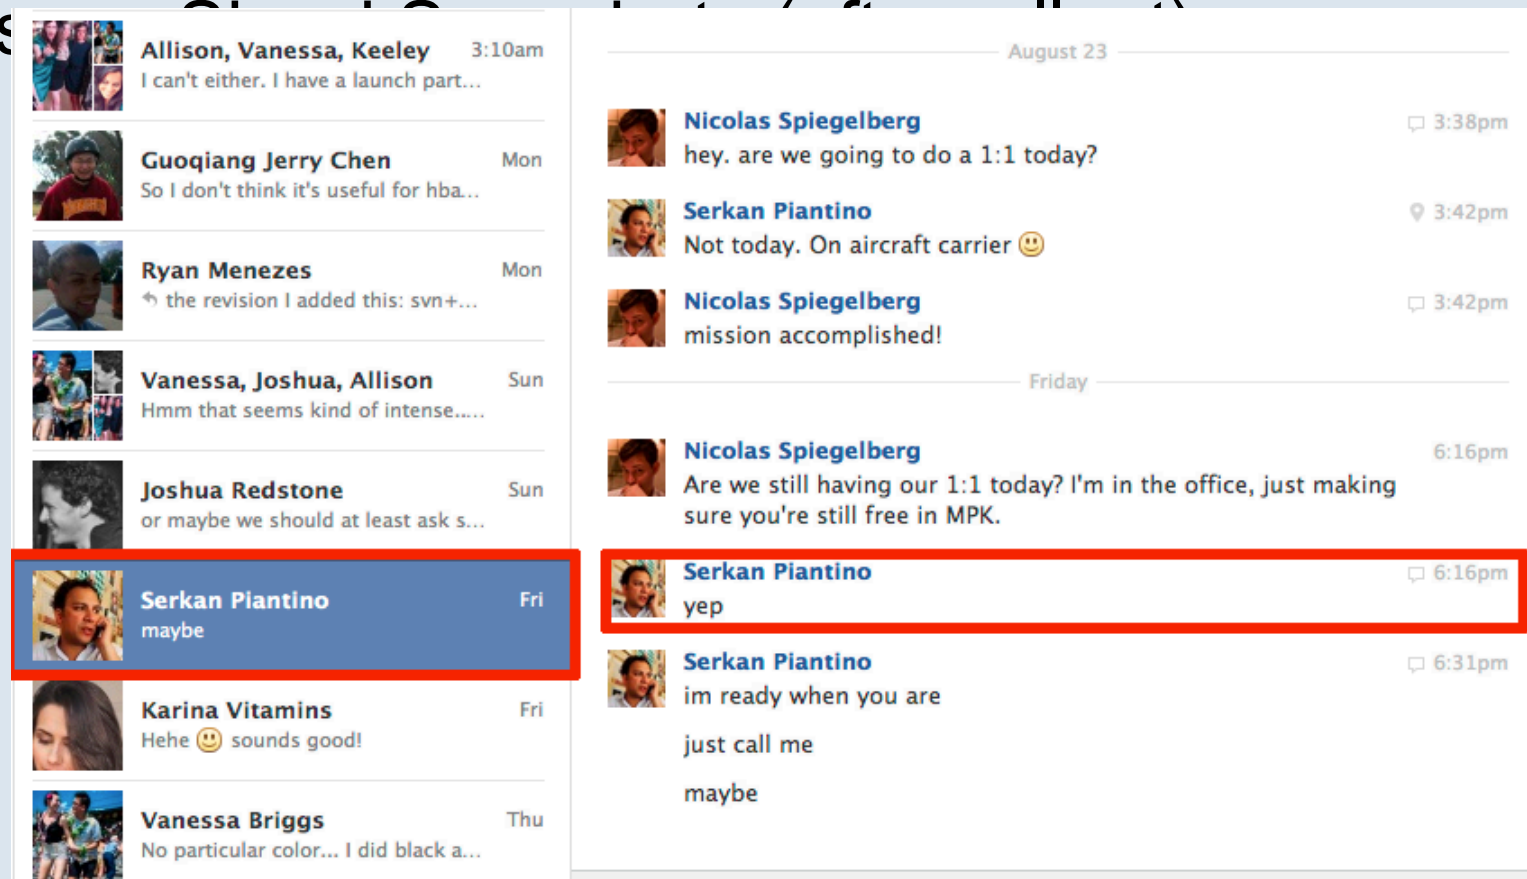 Allison, Vanessa, Keeley 3:10am
I can't either. I have a launch part...
Guoqiang Jerry Chen Mon
So I don't think it's useful for hba...
Ryan Menezes Mon
the revision I added this: svn+...
Vanessa, Joshua, Allison Sun
Hmm that seems kind of intense.....
Joshua Redstone Sun
or maybe we should at least ask s...
Serkan Piantino Fri
maybe
Karina Vitamins Fri
Hehe sounds good!
Vanessa Briggs Thu
No particular color... I did black a...
August 23
Nicolas Spiegelberg 3:38pm
hey. are we going to do a 1:1 today?
Serkan Piantino 3:42pm
Not today. On aircraft carrier
Nicolas Spiegelberg 3:42pm
mission accomplished!
Friday
Nicolas Spiegelberg 6:16pm
Are we still having our 1:1 today? I'm in the office, just making
sure you're still free in MPK.
Serkan Piantino 6:16pm
yep
Serkan Piantino 6:31pm
im ready when you are
just call me
maybe